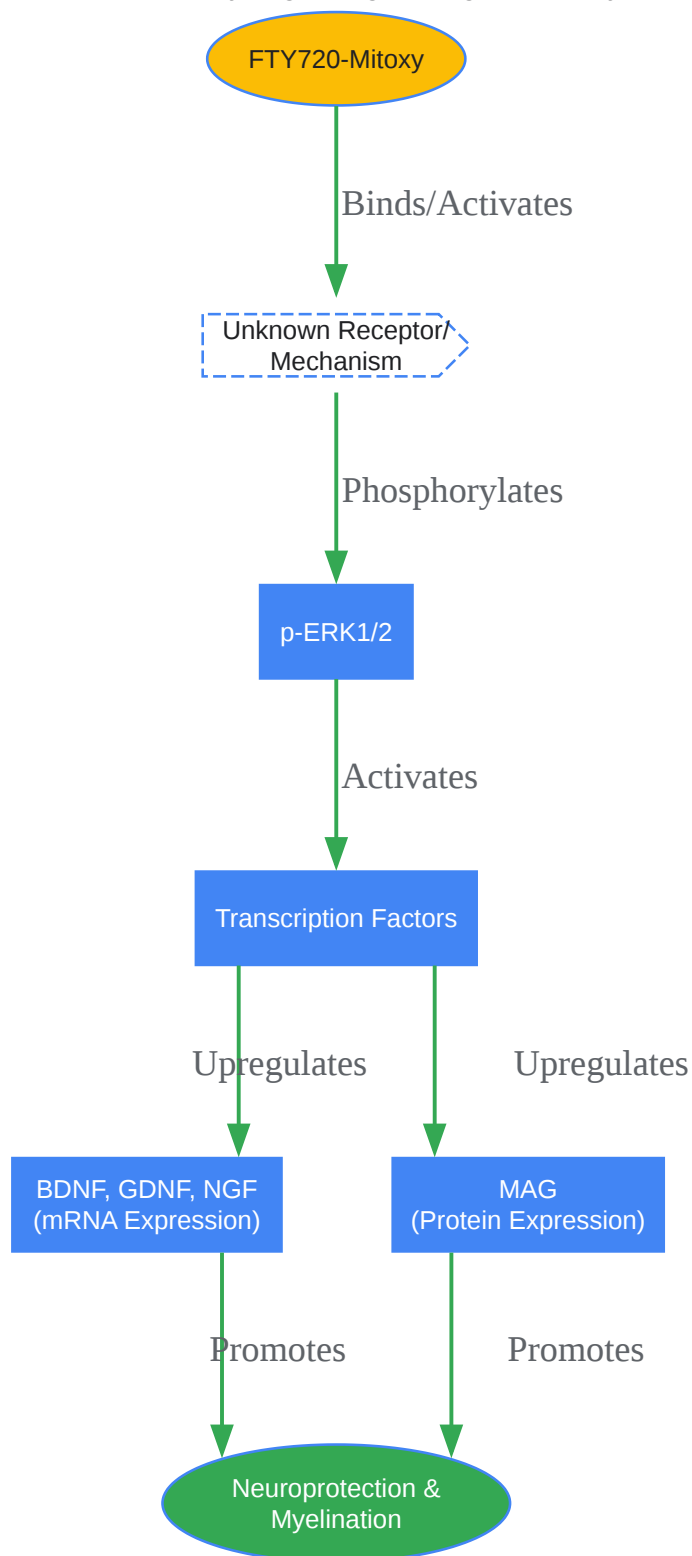 FTY720-Mitoxy
Binds/Activates
Unknown Receptor/
Mechanism
Phosphorylates
p-ERK1/2
Activates
Transcription Factors
Upregulates
Upregulates
BDNF, GDNF, NGF
(mRNA Expression)
MAG
(Protein Expression)
Promotes
Promotes
Neuroprotection &
Myelination